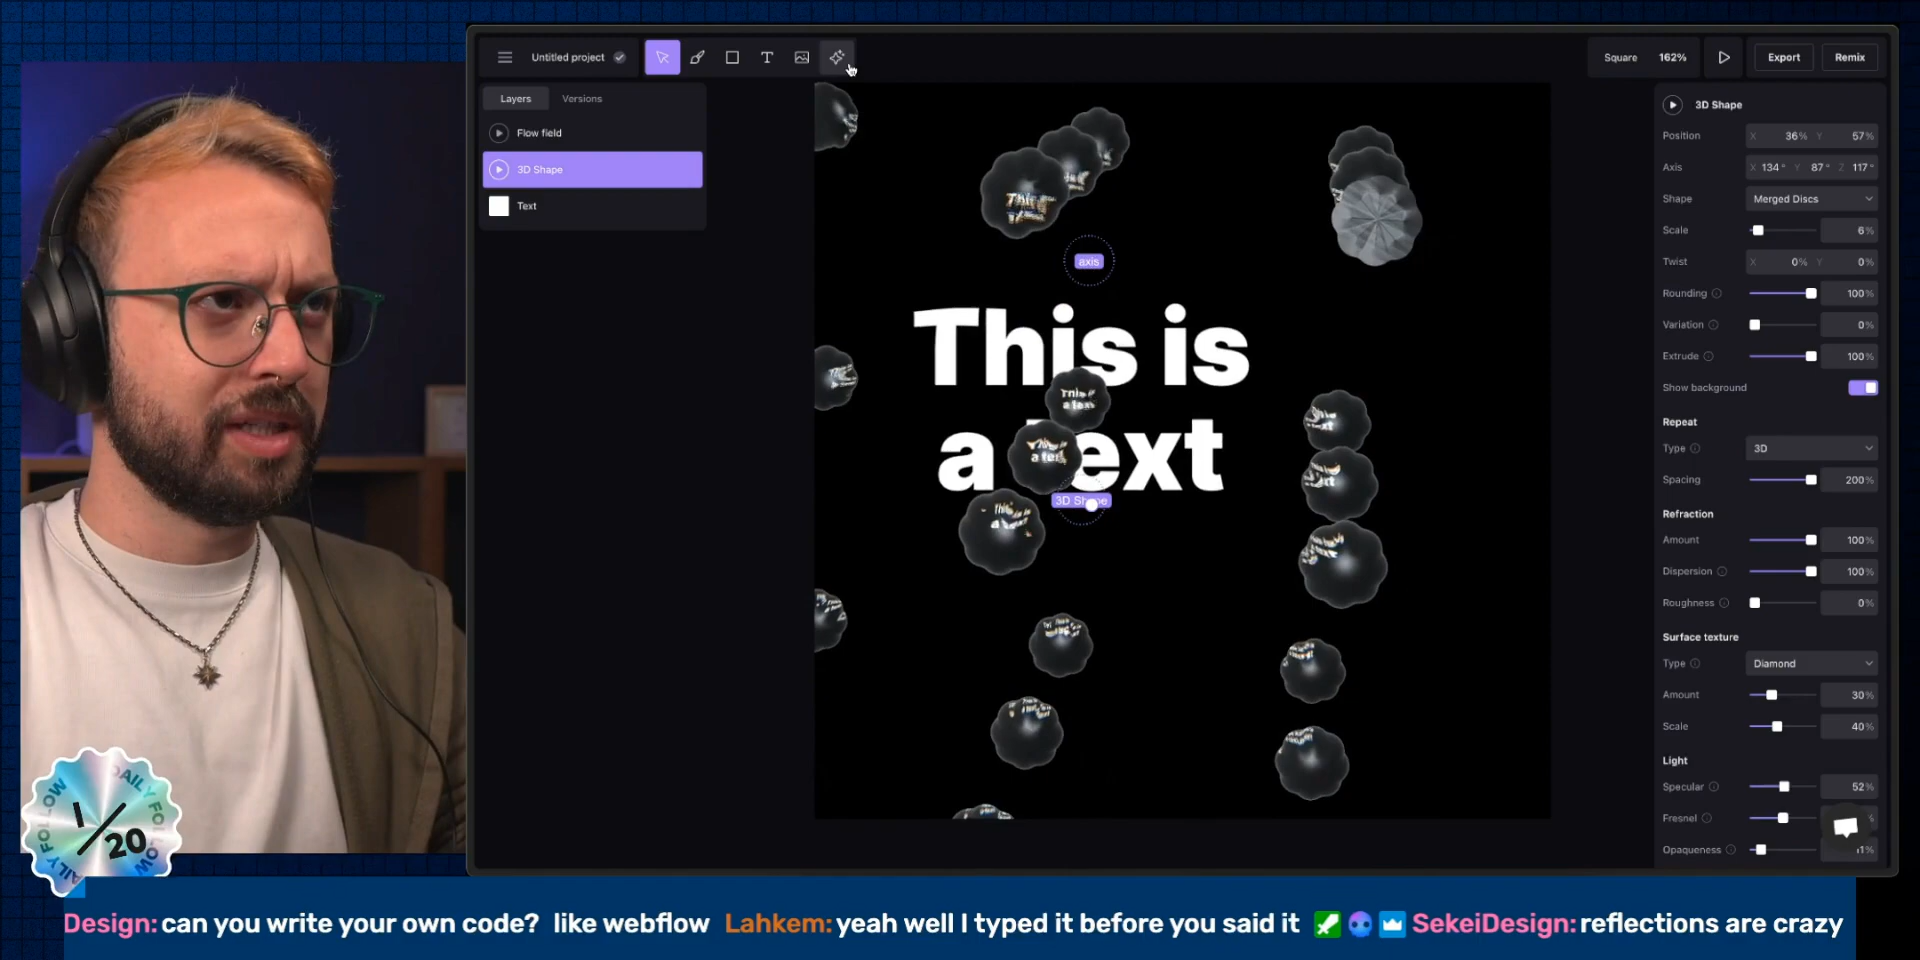 Untitled project
Square 162% Export Remix
Layers Versions
Flow field
3D Shape
Text
axis
This is
a text
3D Shape
3D Shape
Position X 36% Y 57%
Axis X 134° Y 87° Z 117°
Shape Merged Discs
Scale 6%
Twist X 0% Y 0%
Rounding 100%
Variation 0%
Extrude 100%
Show background
Repeat
Type 3D
Spacing 200%
Refraction
Amount 100%
Dispersion 100%
Roughness 0%
Surface texture
Type Diamond
Amount 30%
Scale 40%
Light
Specular 52%
Fresnel
Opaqueness
DAILY FOLLOW
1/20
Design: can you write your own code? like webflow Lahkem: yeah well I typed it before you said it SekeiDesign: reflections are crazy